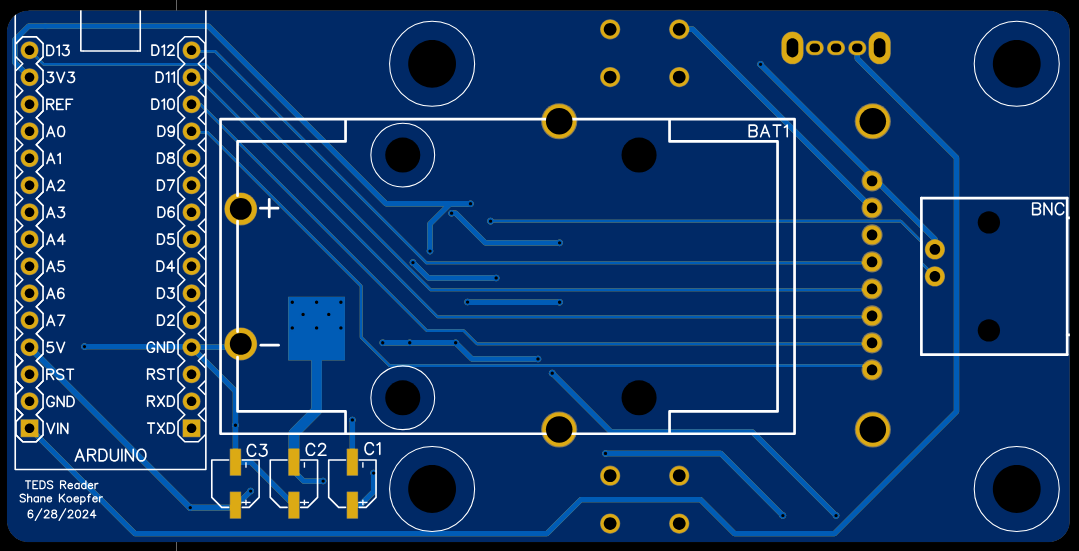 D13 D12
3V3 D11
REF D10
A0 D9
A1 D8
A2 D7
A3 D6
A4 D5
A5 D4
A6 D3
A7 D2
5V GND
RST RST
GND RXD
VIN TXD
ARDUINO
TEDS Reader
Shane Koepfer
6/28/2024
BAT1
+
−
BNC
C3 C2 C1